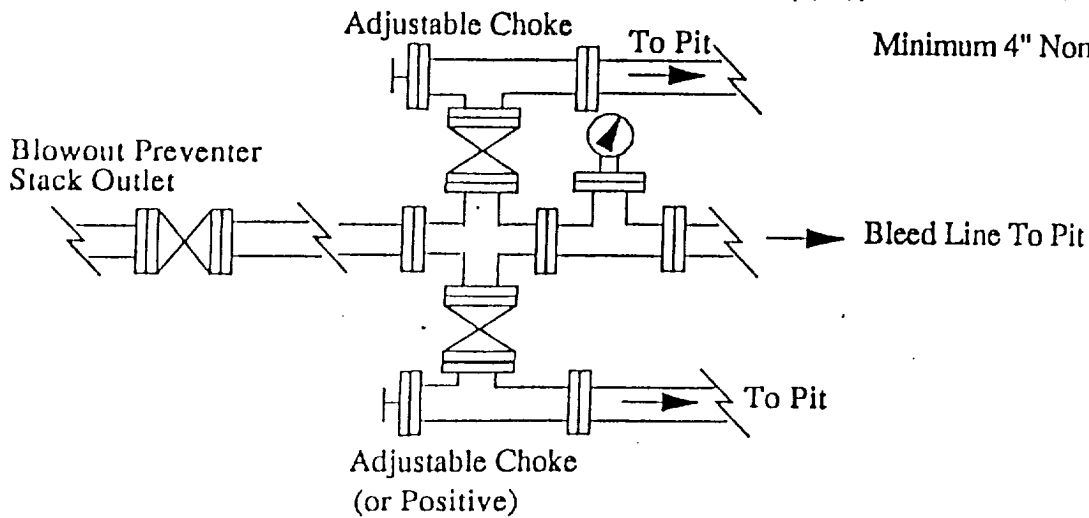 Adjustable Choke
To Pit
Minimum 4" Non
Blowout Preventer
Stack Outlet
Bleed Line To Pit
To Pit
Adjustable Choke
(or Positive)